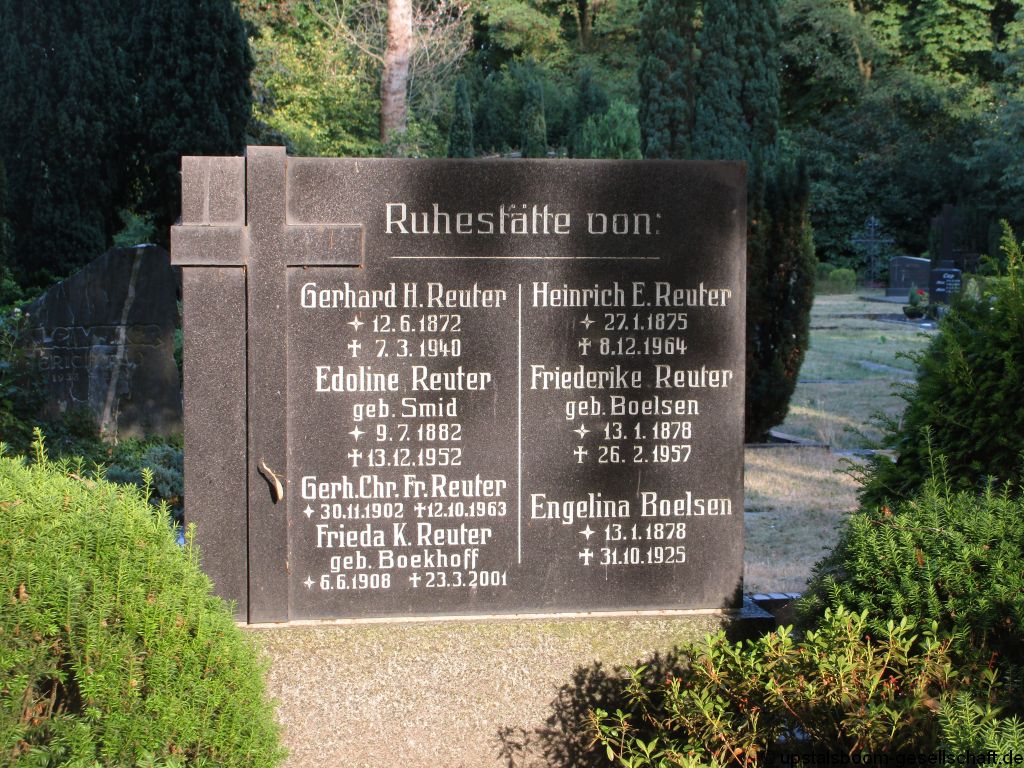 Ruhestätte von:
Gerhard H. Reuter
✧ 12.6.1872
✝ 7.3.1940
Edoline Reuter
geb. Smid
✧ 9.7.1882
✝ 13.12.1952
Gerh. Chr. Fr. Reuter
✧ 30.11.1902 ✝ 12.10.1963
Frieda K. Reuter
geb. Boekhoff
✧ 6.6.1908 ✝ 23.3.2001
Heinrich E. Reuter
✧ 27.1.1875
✝ 8.12.1964
Friederike Reuter
geb. Boelsen
✧ 13.1.1878
✝ 26.2.1957
Engelina Boelsen
✧ 13.1.1878
✝ 31.10.1925
© upstalsboom-gesellschaft.de